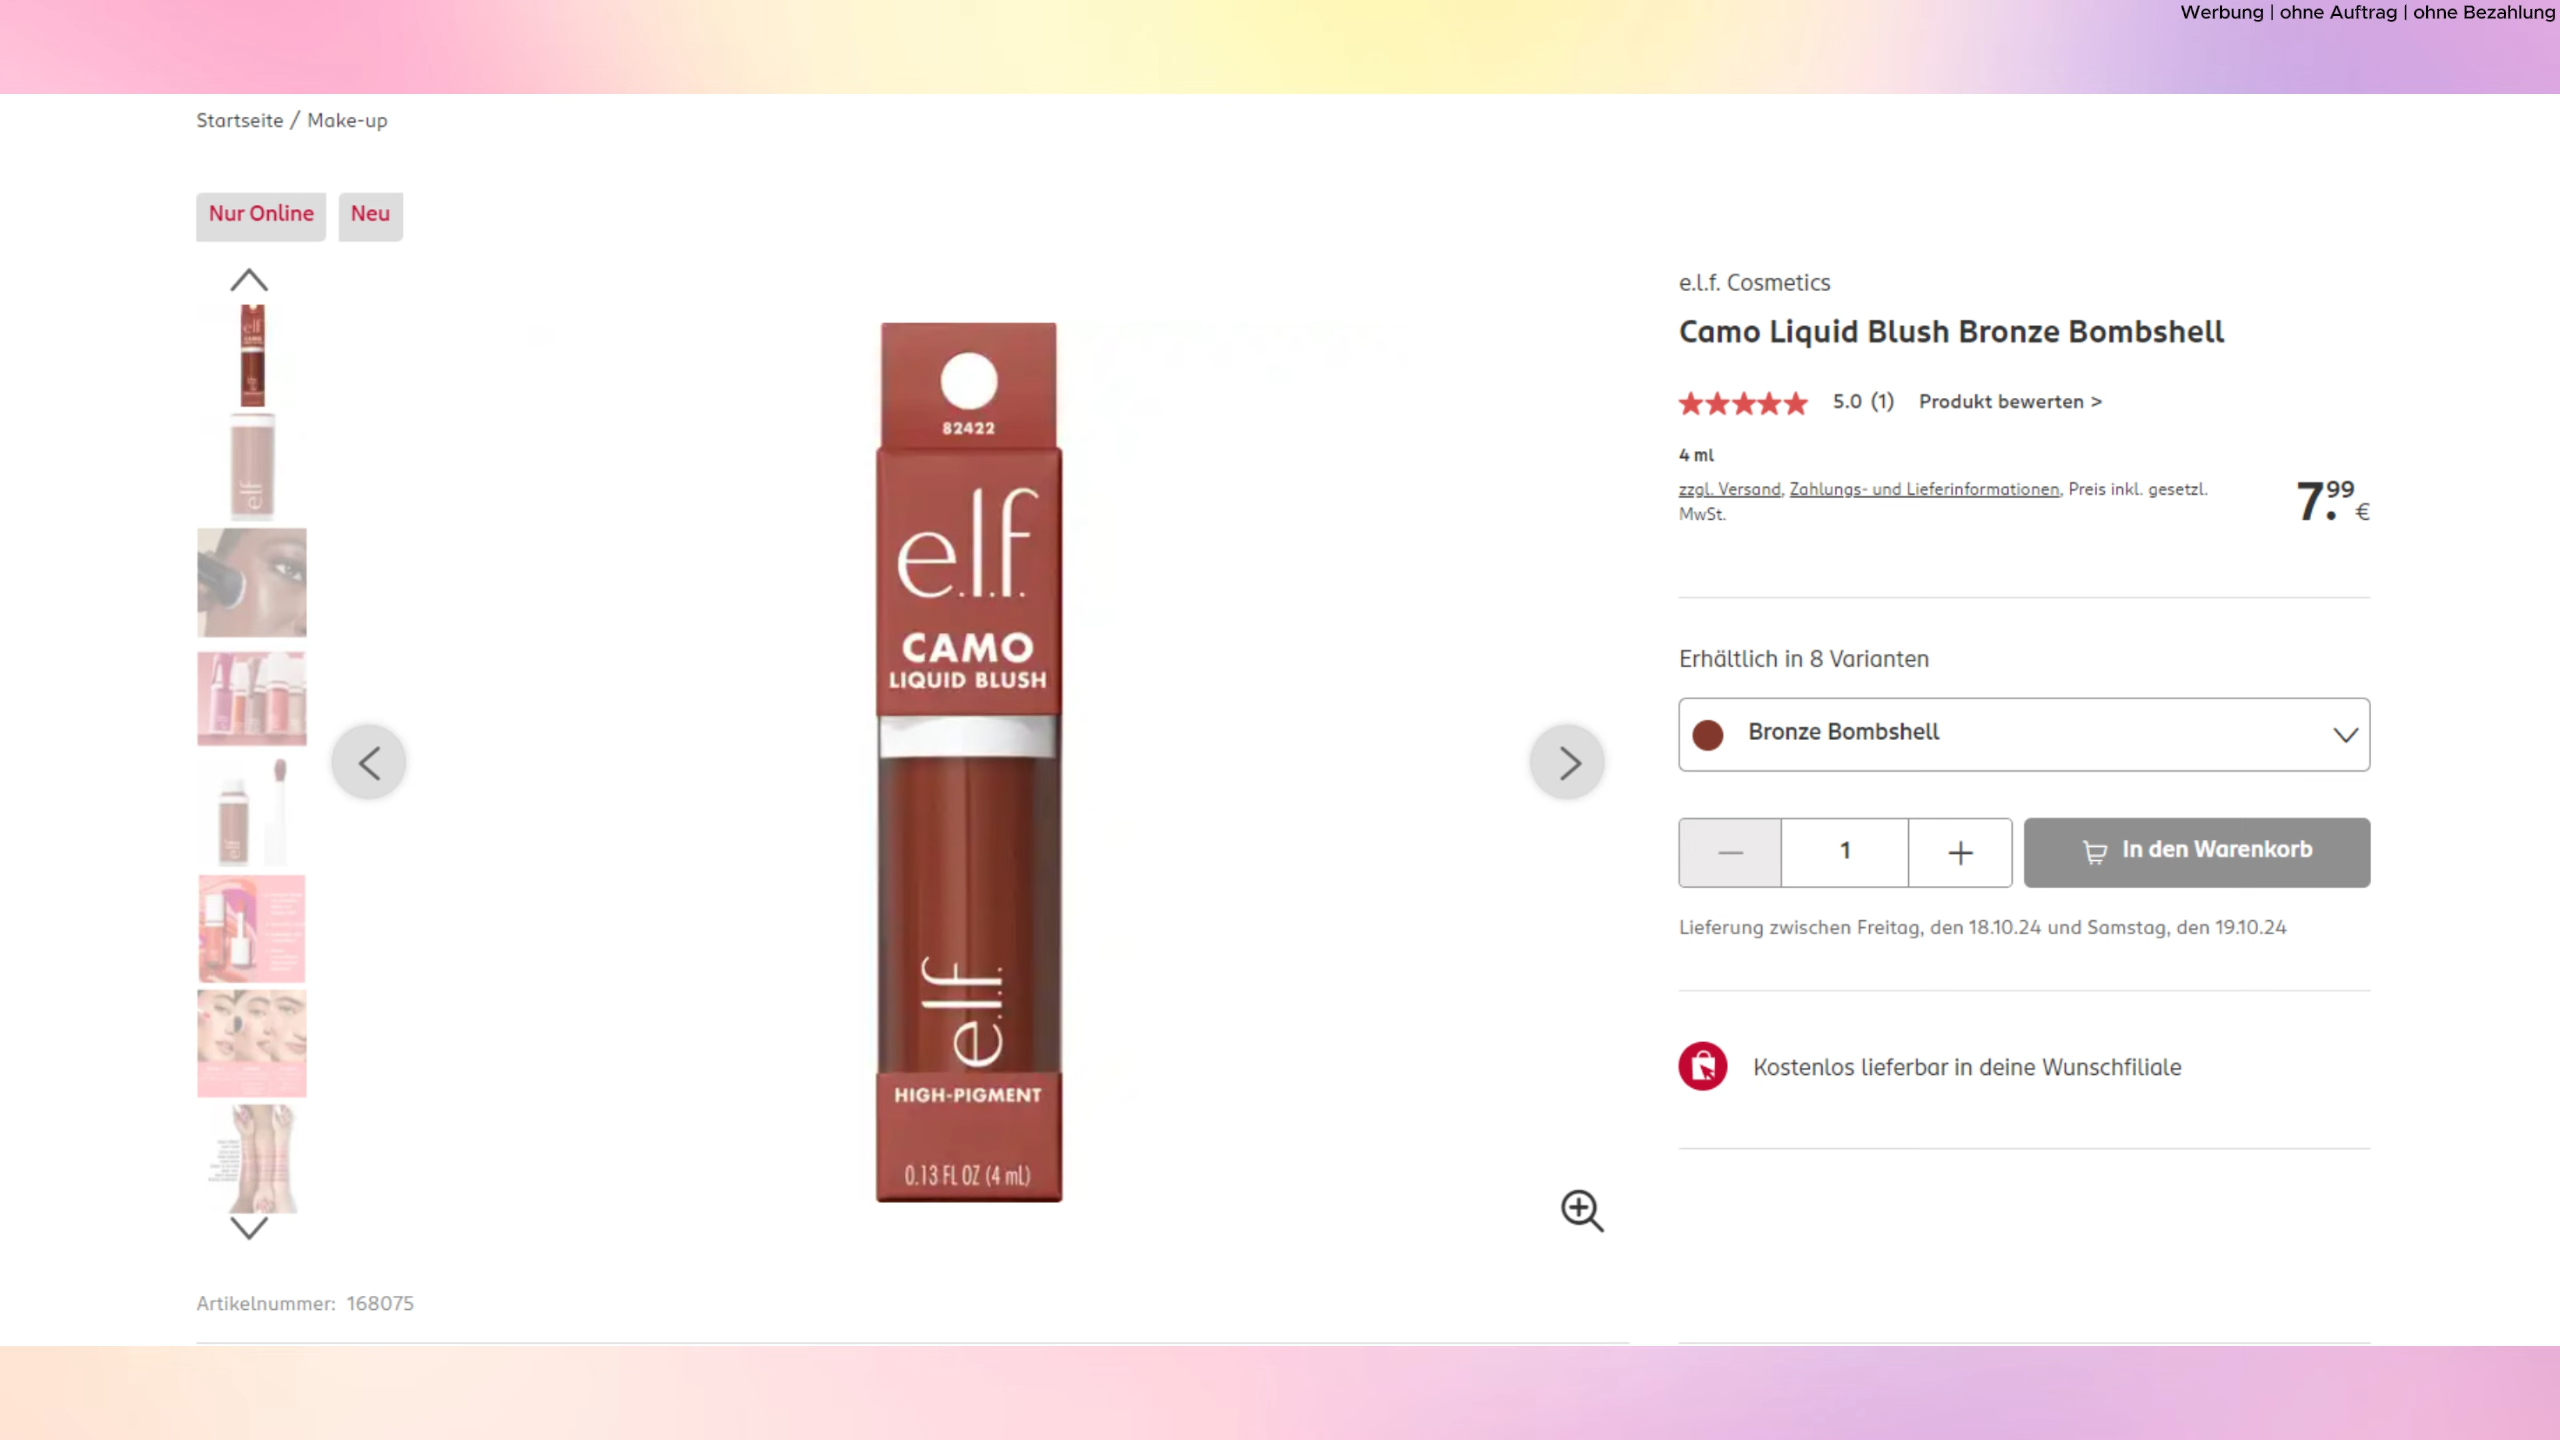 Werbung | ohne Auftrag | ohne Bezahlung
Startseite / Make-up
Nur Online
Neu
82422
e.l.f.
CAMO
LIQUID BLUSH
e.l.f.
HIGH-PIGMENT
0.13 FL OZ (4 mL)
Artikelnummer: 168075
e.l.f. Cosmetics
Camo Liquid Blush Bronze Bombshell
5.0 (1) Produkt bewerten >
4 ml
zzgl. Versand, Zahlungs- und Lieferinformationen, Preis inkl. gesetzl.
MwSt.
7.99 €
Erhältlich in 8 Varianten
Bronze Bombshell
1
In den Warenkorb
Lieferung zwischen Freitag, den 18.10.24 und Samstag, den 19.10.24
Kostenlos lieferbar in deine Wunschfiliale